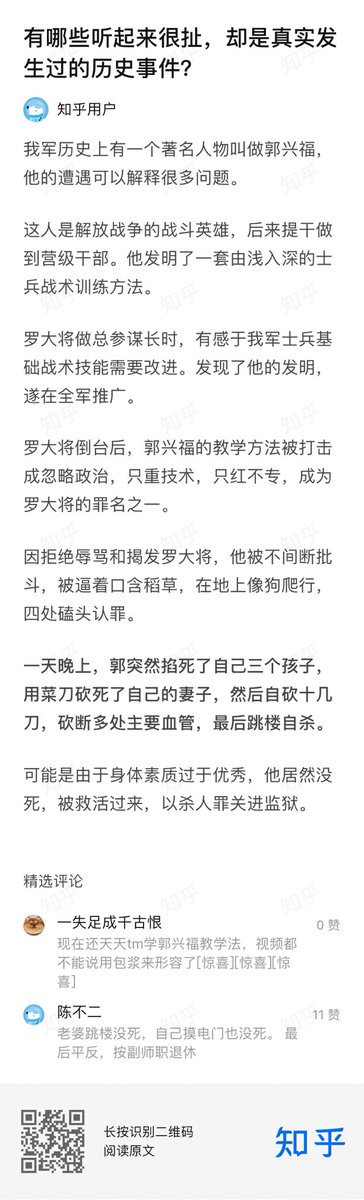 有哪些听起来很扯，却是真实发
生过的历史事件？
知乎用户
我军历史上有一个著名人物叫做郭兴福，
他的遭遇可以解释很多问题。
这人是解放战争的战斗英雄，后来提干做
到营级干部。他发明了一套由浅入深的士
兵战术训练方法。
罗大将做总参谋长时，有感于我军士兵基
础战术技能需要改进。发现了他的发明，
遂在全军推广。
罗大将倒台后，郭兴福的教学方法被打击
成忽略政治，只重技术，只红不专，成为
罗大将的罪名之一。
因拒绝辱骂和揭发罗大将，他被不间断批
斗，被逼着口含稻草，在地上像狗爬行，
四处磕头认罪。
一天晚上，郭突然掐死了自己三个孩子，
用菜刀砍死了自己的妻子，然后自砍十几
刀，砍断多处主要血管，最后跳楼自杀。
可能是由于身体素质过于优秀，他居然没
死，被救活过来，以杀人罪关进监狱。
精选评论
一失足成千古恨
0 赞
现在还天天tm学郭兴福教学法，视频都
不能说用包浆来形容了[惊喜][惊喜][惊
喜]
陈不二
11 赞
老婆跳楼没死，自己摸电门也没死。 最
后平反，按副师职退休
长按识别二维码
阅读原文
知乎